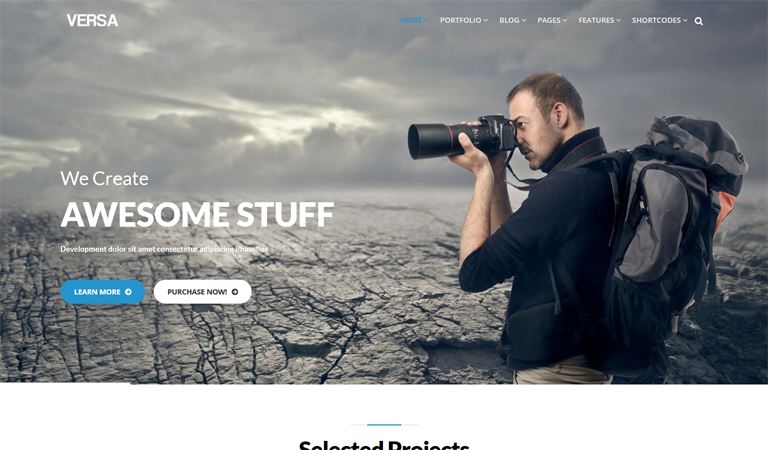 VERSA
HOME PORTFOLIO BLOG PAGES FEATURES SHORTCODES
We Create
AWESOME STUFF
Development dolor sit amet consectetur adipiscing Phasellus
LEARN MORE PURCHASE NOW!
Selected Projects